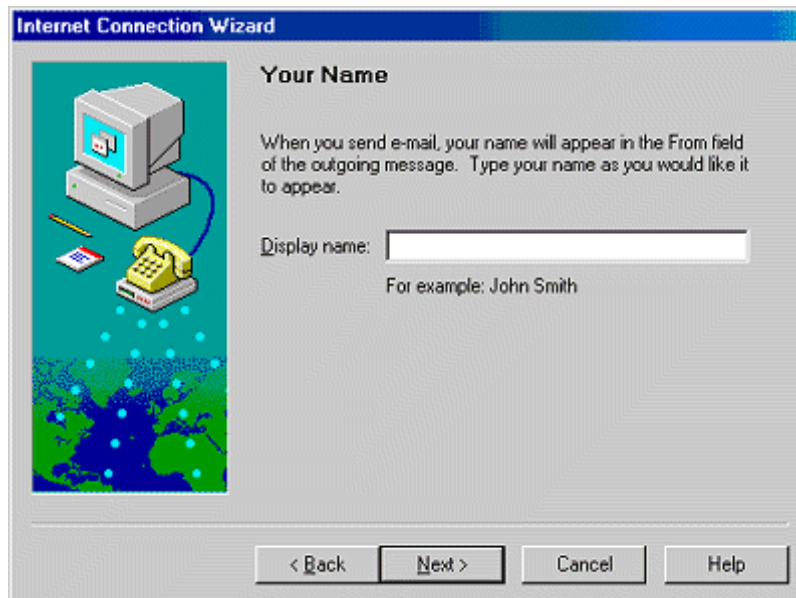 Internet Connection Wizard
Your Name
When you send e-mail, your name will appear in the From field
of the outgoing message.  Type your name as you would like it
to appear.
Display name:
For example: John Smith
< Back Next > Cancel Help